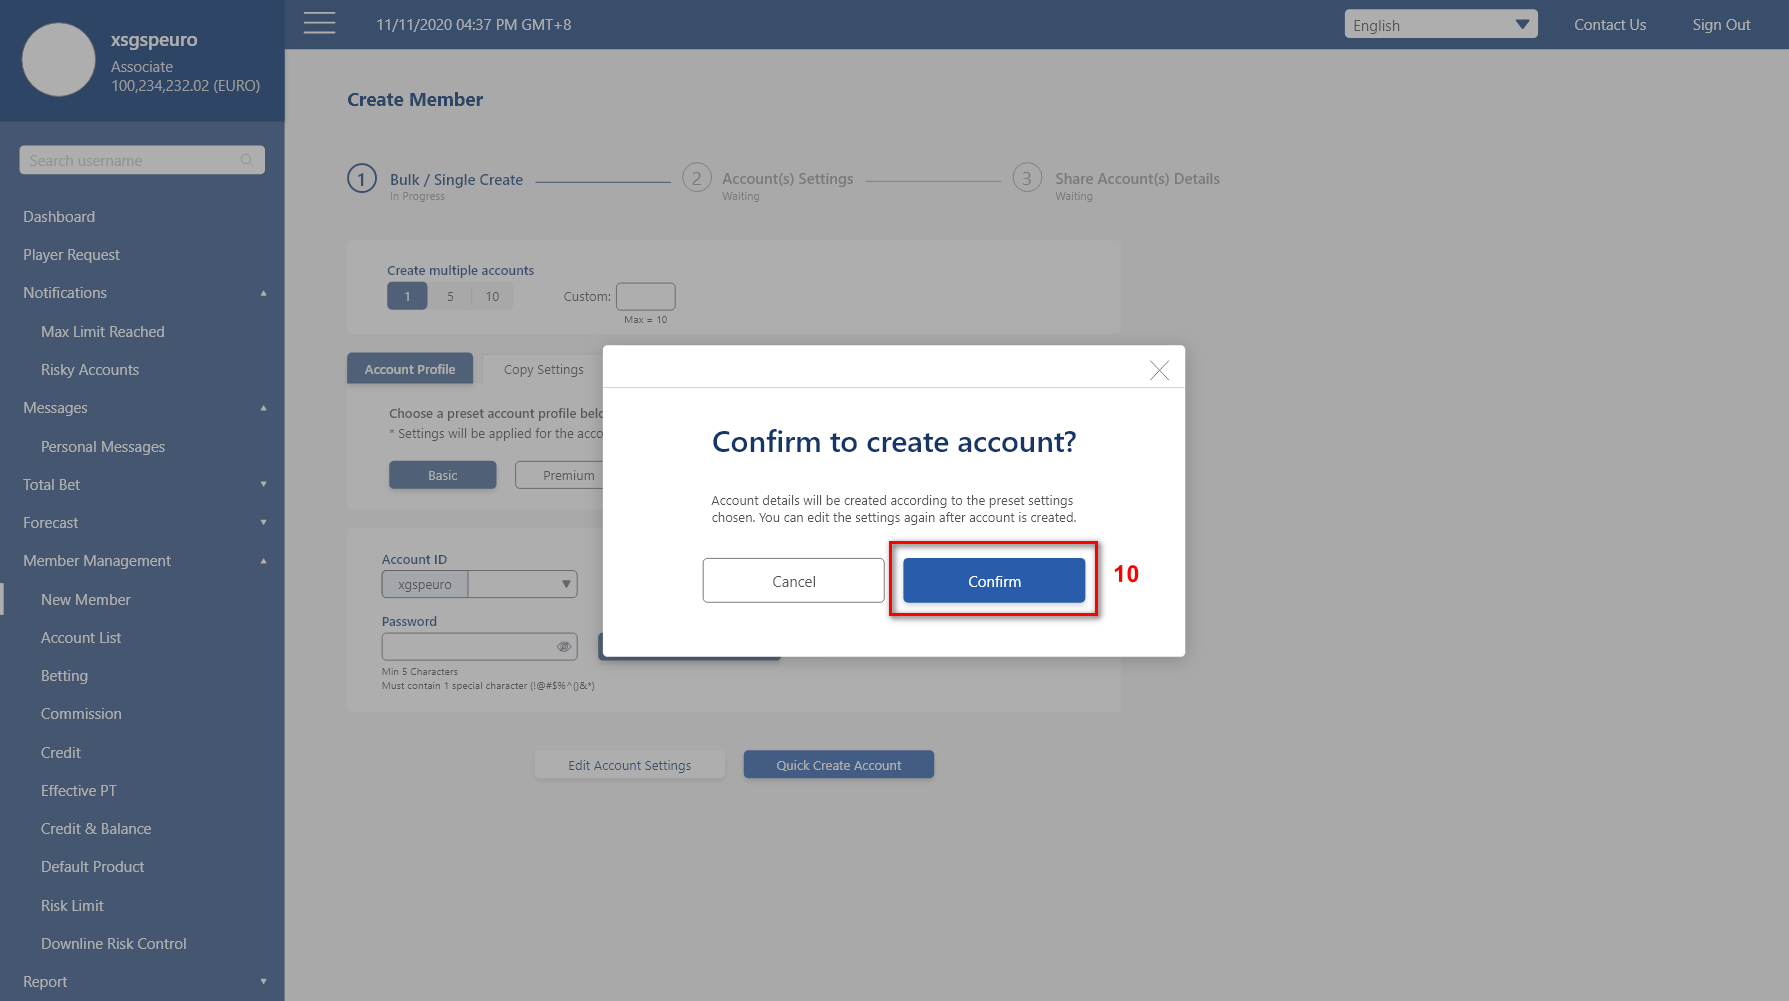 xsgspeuro
Associate
100,234,232.02 (EURO)
11/11/2020 04:37 PM GMT+8
English
Contact Us
Sign Out
Search username
Dashboard
Player Request
Notifications
Max Limit Reached
Risky Accounts
Messages
Personal Messages
Total Bet
Forecast
Member Management
New Member
Account List
Betting
Commission
Credit
Effective PT
Credit & Balance
Default Product
Risk Limit
Downline Risk Control
Report
Create Member
1 Bulk / Single Create
In Progress
2 Account(s) Settings
Waiting
3 Share Account(s) Details
Waiting
Create multiple accounts
1 5 10 Custom:
Max = 10
Account Profile Copy Settings
Choose a preset account profile belo
* Settings will be applied for the acco
Basic Premium
Account ID
xgspeuro
Password
Min 5 Characters
Must contain 1 special character (!@#$%^()&*)
Edit Account Settings Quick Create Account
Confirm to create account?
Account details will be created according to the preset settings
chosen. You can edit the settings again after account is created.
Cancel Confirm 10